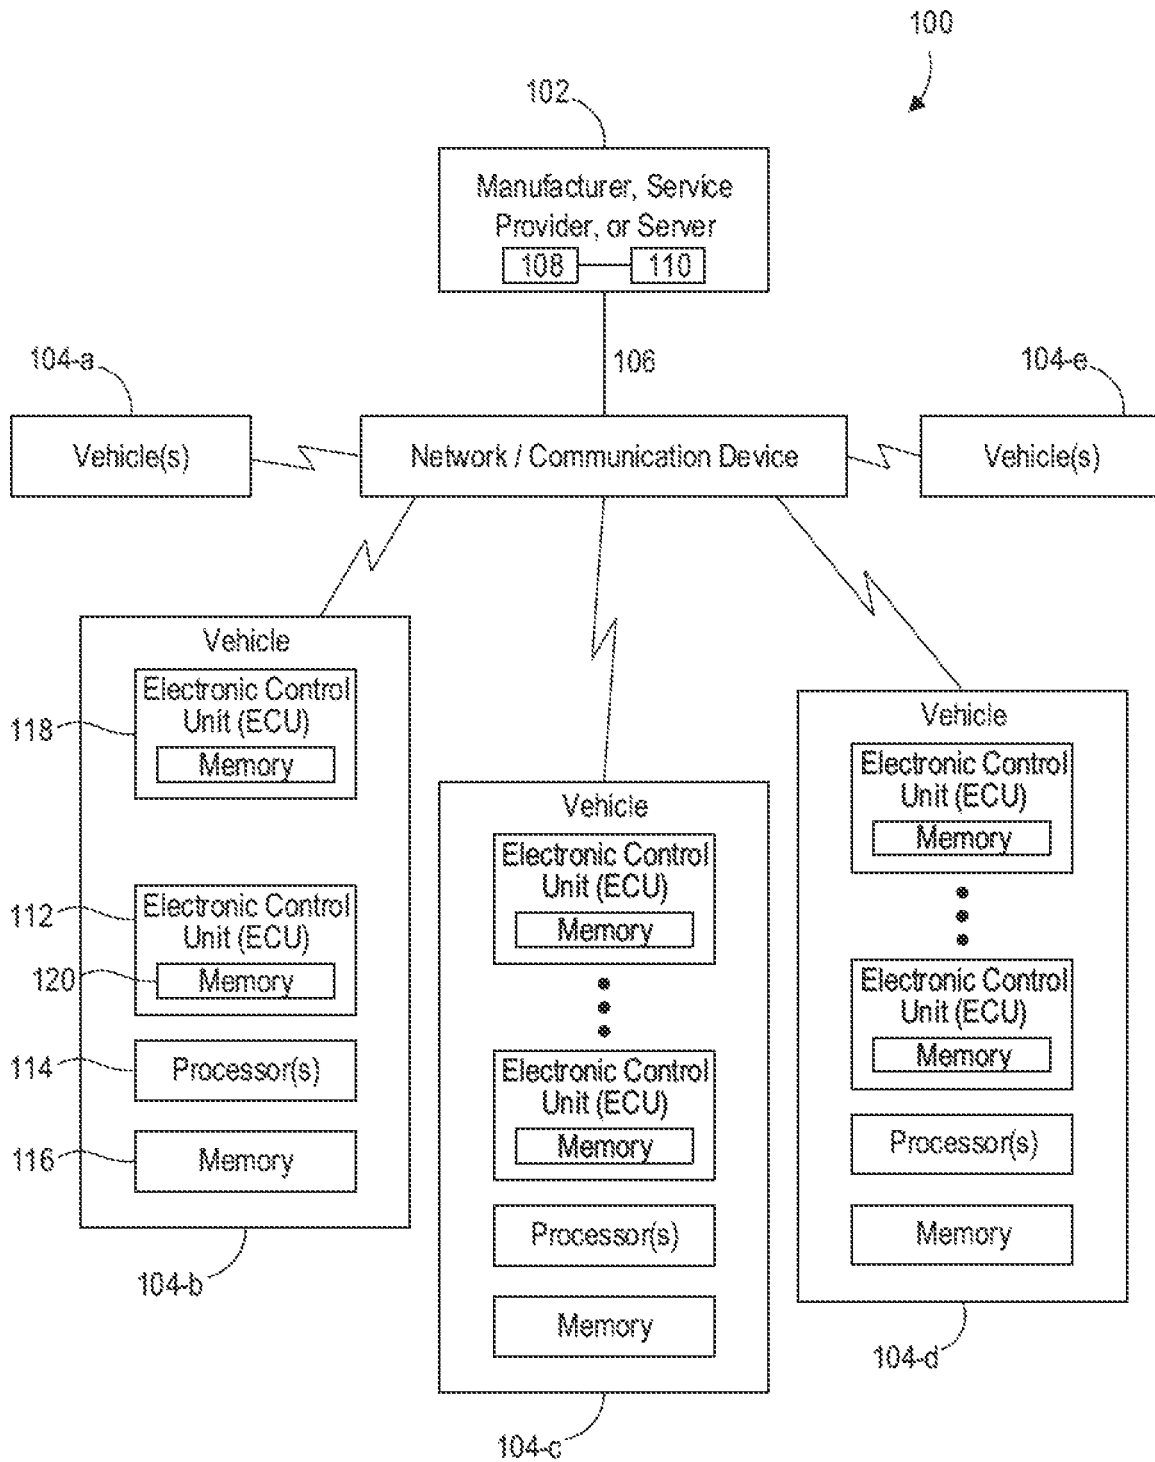 100
102
Manufacturer, Service
Provider, or Server
108
110
106
104-a
104-e
Vehicle(s)
Network / Communication Device
Vehicle(s)
Vehicle
Electronic Control
Unit (ECU)
Memory
118
Electronic Control
Unit (ECU)
Memory
112
120
Processor(s)
114
Memory
116
104-b
Vehicle
Electronic Control
Unit (ECU)
Memory
Electronic Control
Unit (ECU)
Memory
Processor(s)
Memory
104-c
Vehicle
Electronic Control
Unit (ECU)
Memory
Electronic Control
Unit (ECU)
Memory
Processor(s)
Memory
104-d